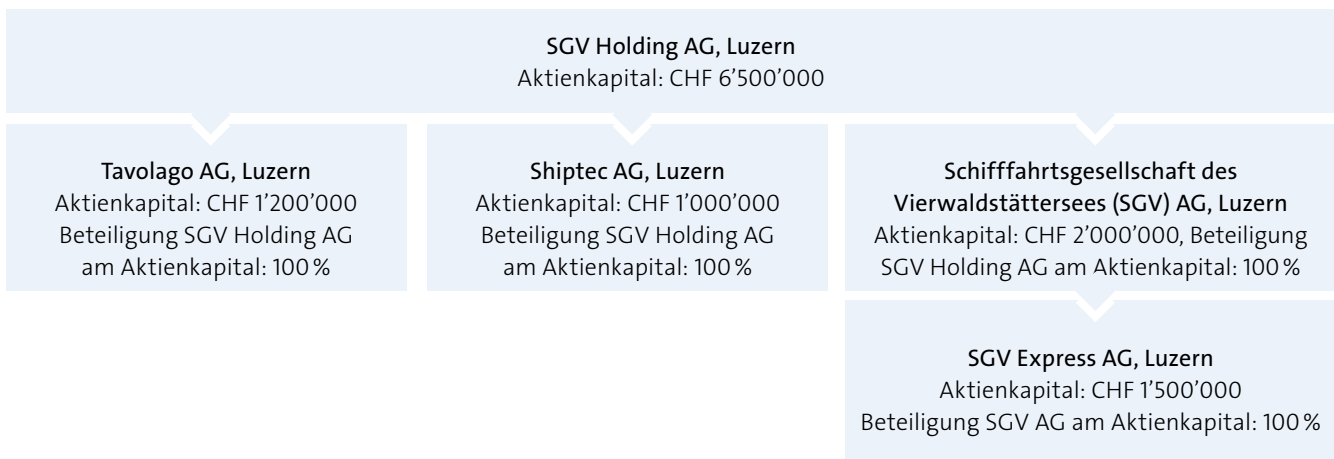 SGV Holding AG, Luzern
Aktienkapital: CHF 6’500’000
Tavolago AG, Luzern
Aktienkapital: CHF 1’200’000
Beteiligung SGV Holding AG
am Aktienkapital: 100 %
Shiptec AG, Luzern
Aktienkapital: CHF 1’000’000
Beteiligung SGV Holding AG
am Aktienkapital: 100 %
Schifffahrtsgesellschaft des
Vierwaldstättersees (SGV) AG, Luzern
Aktienkapital: CHF 2’000’000, Beteiligung
SGV Holding AG am Aktienkapital: 100 %
SGV Express AG, Luzern
Aktienkapital: CHF 1’500’000
Beteiligung SGV AG am Aktienkapital: 100 %